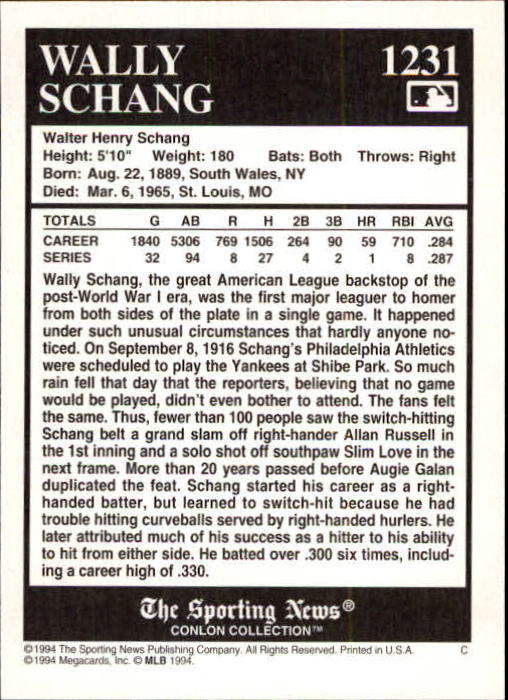 WALLY 1231
SCHANG
Walter Henry Schang
Height: 5'10" Weight: 180 Bats: Both Throws: Right
Born: Aug. 22, 1889, South Wales, NY
Died: Mar. 6, 1965, St. Louis, MO
TOTALS G AB R H 2B 3B HR RBI AVG
CAREER 1840 5306 769 1506 264 90 59 710 .284
SERIES 32 94 8 27 4 2 1 8 .287
Wally Schang, the great American League backstop of the
post-World War I era, was the first major leaguer to homer
from both sides of the plate in a single game. It happened
under such unusual circumstances that hardly anyone no-
ticed. On September 8, 1916 Schang's Philadelphia Athletics
were scheduled to play the Yankees at Shibe Park. So much
rain fell that day that the reporters, believing that no game
would be played, didn't even bother to attend. The fans felt
the same. Thus, fewer than 100 people saw the switch-hitting
Schang belt a grand slam off right-hander Allan Russell in
the 1st inning and a solo shot off southpaw Slim Love in the
next frame. More than 20 years passed before Augie Galan
duplicated the feat. Schang started his career as a right-
handed batter, but learned to switch-hit because he had
trouble hitting curveballs served by right-handed hurlers. He
later attributed much of his success as a hitter to his ability
to hit from either side. He batted over .300 six times, includ-
ing a career high of .330.
The Sporting News®
CONLON COLLECTION™
©1994 The Sporting News Publishing Company. All Rights Reserved. Printed in U.S.A. C
©1994 Megacards, Inc. © MLB 1994.